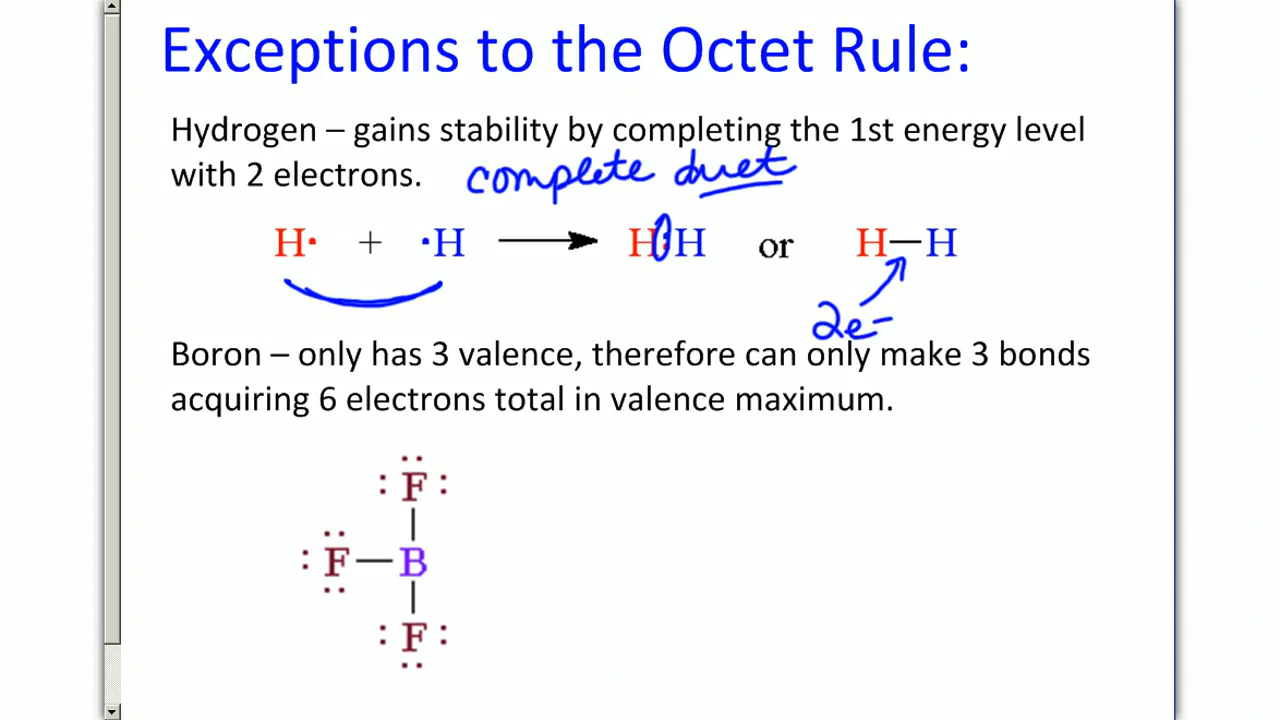 Exceptions to the Octet Rule:
Hydrogen – gains stability by completing the 1st energy level
with 2 electrons. complete duet
H· + ·H ⟶ H:H or H—H
2e-
Boron – only has 3 valence, therefore can only make 3 bonds
acquiring 6 electrons total in valence maximum.
F
F—B
F